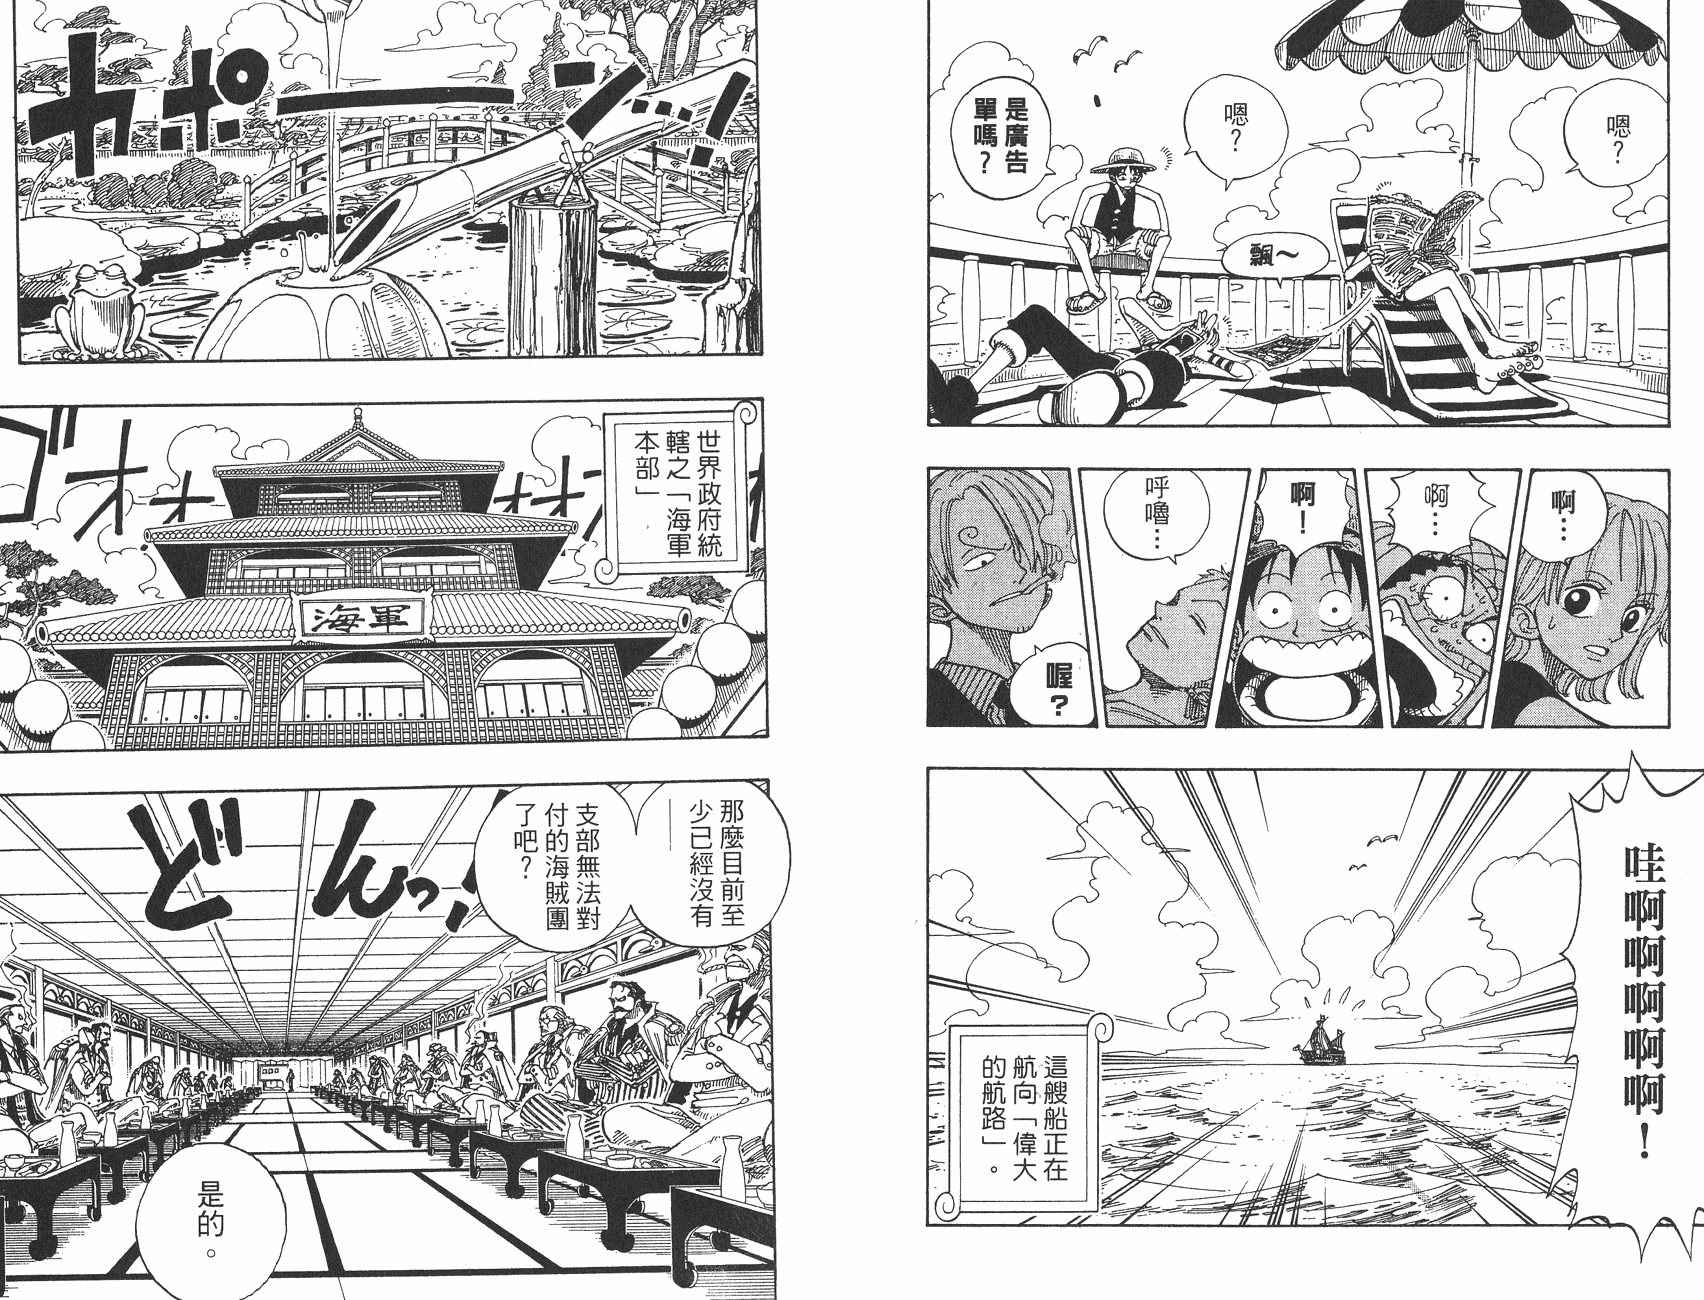 嗯?
嗯?
是廣告
單嗎?
飄～
啊…
啊…
啊!
呼嚕…
喔?
哇啊啊啊啊啊!
這艘船正在
航向「偉大
的航路」。
カポーン…!
世界政府統
轄之「海軍
本部」
海軍
オオォ
オオオ
那麼目前至
少已經沒有
支部無法對
付的海賊團
了吧?
どんっ!
是的。